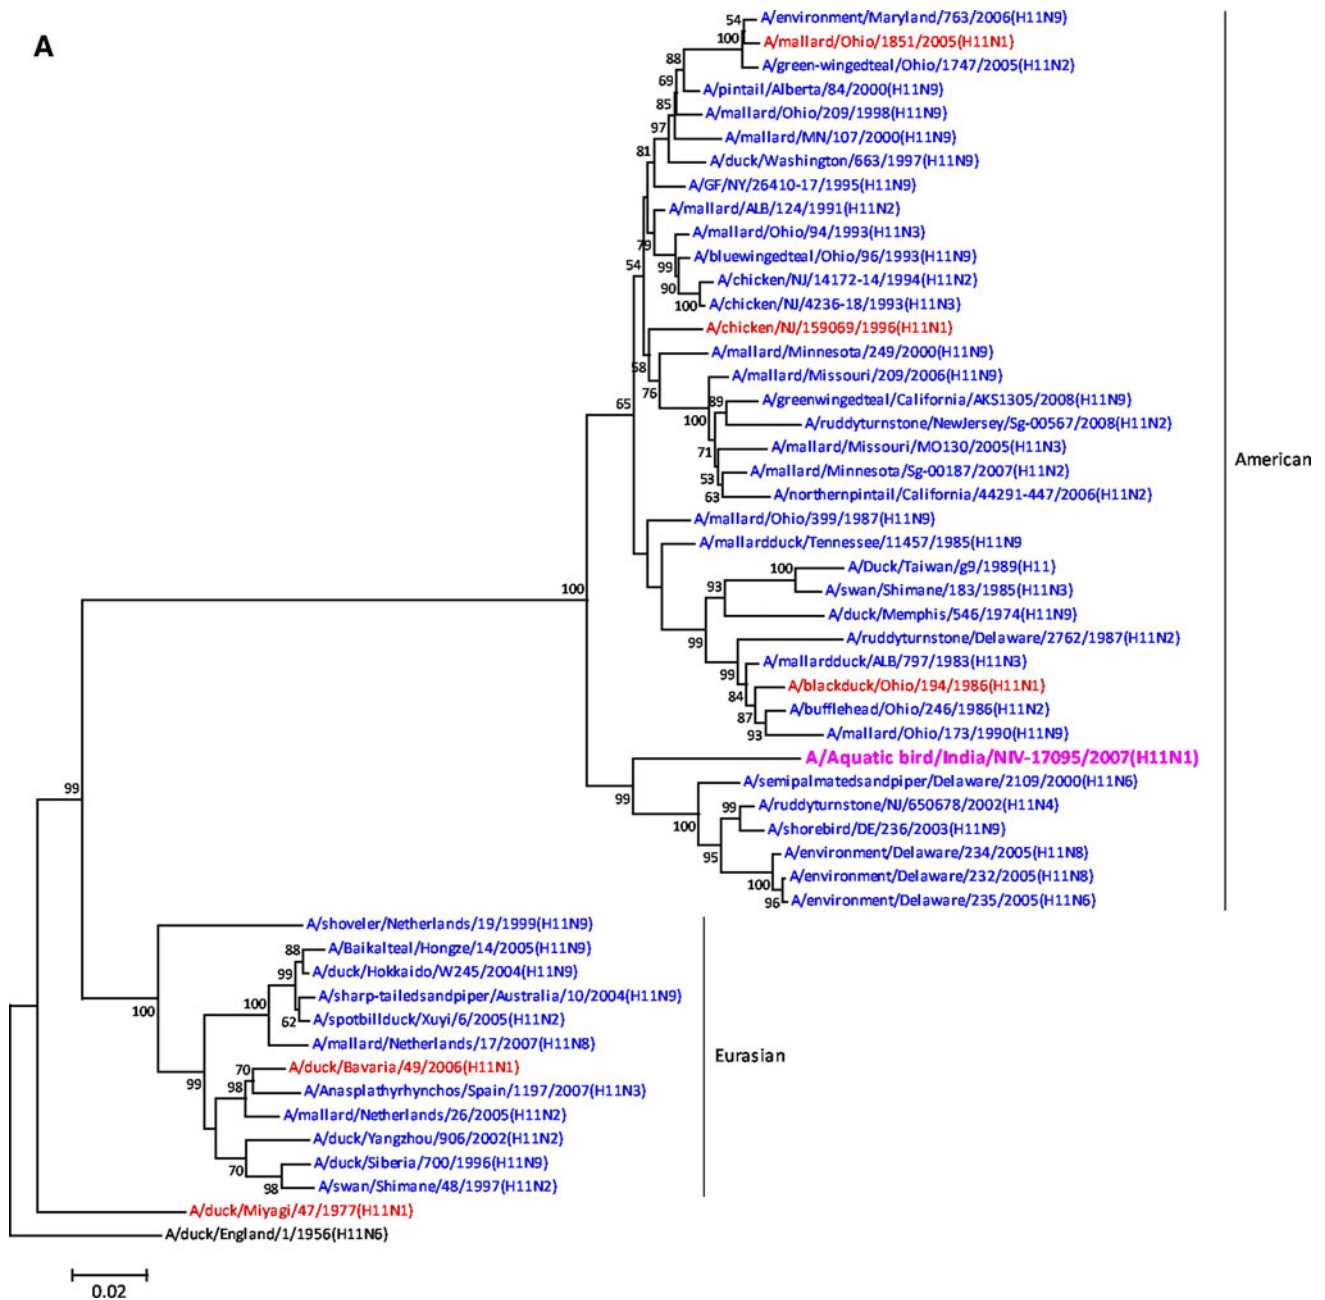 A
A/environment/Maryland/763/2006(H11N9)
54
A/mallard/Ohio/1851/2005(H11N1)
100
A/green-wingedteal/Ohio/1747/2005(H11N2)
88
69
A/pintail/Alberta/84/2000(H11N9)
85
A/mallard/Ohio/209/1998(H11N9)
97
A/mallard/MN/107/2000(H11N9)
81
A/duck/Washington/663/1997(H11N9)
A/GF/NY/26410-17/1995(H11N9)
A/mallard/ALB/124/1991(H11N2)
A/mallard/Ohio/94/1993(H11N3)
79
A/bluewingedteal/Ohio/96/1993(H11N9)
54
99
A/chicken/NJ/14172-14/1994(H11N2)
90
A/chicken/NJ/4236-18/1993(H11N3)
100
A/chicken/NJ/159069/1996(H11N1)
A/mallard/Minnesota/249/2000(H11N9)
58
A/mallard/Missouri/209/2006(H11N9)
76
A/greenwingedteal/California/AKS1305/2008(H11N9)
89
65
100
A/ruddyturnstone/NewJersey/Sg-00567/2008(H11N2)
A/mallard/Missouri/MO130/2005(H11N3)
71
American
A/mallard/Minnesota/Sg-00187/2007(H11N2)
53
A/northernpintail/California/44291-447/2006(H11N2)
63
A/mallard/Ohio/399/1987(H11N9)
A/mallardduck/Tennessee/11457/1985(H11N9
A/Duck/Taiwan/g9/1989(H11)
100
93
A/swan/Shimane/183/1985(H11N3)
100
A/duck/Memphis/546/1974(H11N9)
A/ruddyturnstone/Delaware/2762/1987(H11N2)
99
A/mallardduck/ALB/797/1983(H11N3)
99
A/blackduck/Ohio/194/1986(H11N1)
84
A/bufflehead/Ohio/246/1986(H11N2)
87
A/mallard/Ohio/173/1990(H11N9)
93
A/Aquatic bird/India/NIV-17095/2007(H11N1)
A/semipalmatedsandpiper/Delaware/2109/2000(H11N6)
99
99
A/ruddyturnstone/NJ/650678/2002(H11N4)
99
100
A/shorebird/DE/236/2003(H11N9)
95
A/environment/Delaware/234/2005(H11N8)
A/environment/Delaware/232/2005(H11N8)
100
A/environment/Delaware/235/2005(H11N6)
96
A/shoveler/Netherlands/19/1999(H11N9)
A/Baikalteal/Hongze/14/2005(H11N9)
88
A/duck/Hokkaido/W245/2004(H11N9)
99
A/sharp-tailedsandpiper/Australia/10/2004(H11N9)
100
100
A/spotbillduck/Xuyi/6/2005(H11N2)
62
A/mallard/Netherlands/17/2007(H11N8)
Eurasian
A/duck/Bavaria/49/2006(H11N1)
70
99
98
A/Anasplathyrhynchos/Spain/1197/2007(H11N3)
A/mallard/Netherlands/26/2005(H11N2)
A/duck/Yangzhou/906/2002(H11N2)
A/duck/Siberia/700/1996(H11N9)
70
A/swan/Shimane/48/1997(H11N2)
98
A/duck/Miyagi/47/1977(H11N1)
A/duck/England/1/1956(H11N6)
0.02